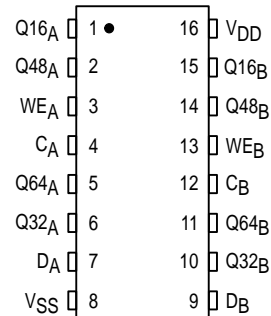 Q16A 1 16 VDD
Q48A 2 15 Q16B
WEA 3 14 Q48B
CA 4 13 WEB
Q64A 5 12 CB
Q32A 6 11 Q64B
DA 7 10 Q32B
VSS 8 9 DB